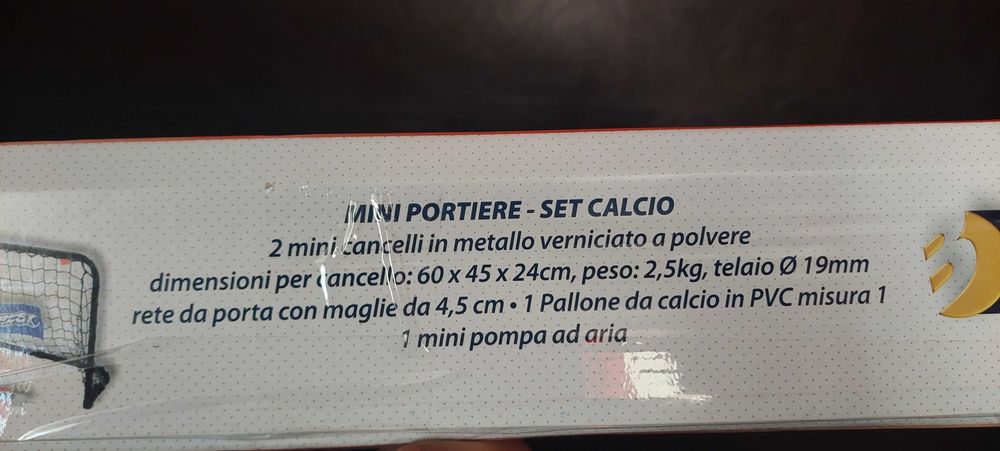 MINI PORTIERE - SET CALCIO
2 mini cancelli in metallo verniciato a polvere
dimensioni per cancello: 60 x 45 x 24cm, peso: 2,5kg, telaio Ø 19mm
rete da porta con maglie da 4,5 cm • 1 Pallone da calcio in PVC misura 1
1 mini pompa ad aria